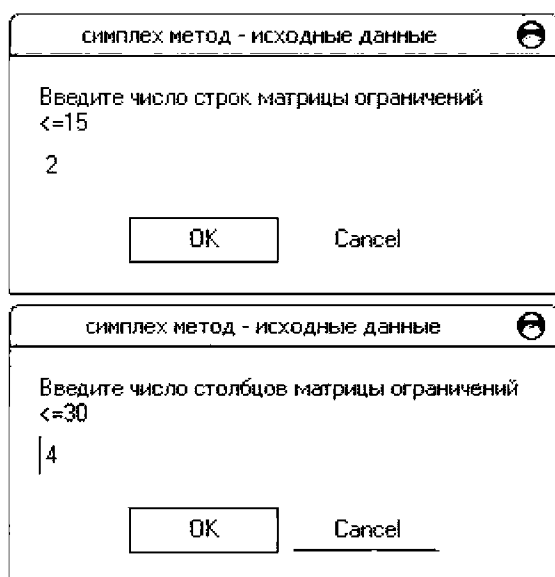 симплех метод - исходные данные
Введите число строк матрицы ограничений
<=15
2
OK Cancel
симплех метод - исходные данные
Введите число столбцов матрицы ограничений
<=30
4
OK Cancel